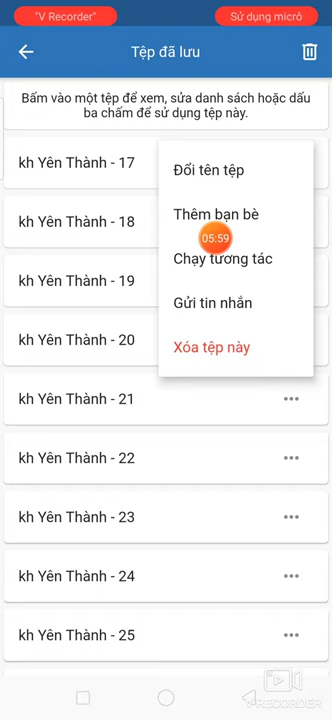 "V Recorder"
Sử dụng micrô
Tệp đã lưu
Bấm vào một tệp để xem, sửa danh sách hoặc dấu
ba chấm để sử dụng tệp này.
kh Yên Thành - 17
Đổi tên tệp
Thêm bạn bè
kh Yên Thành - 18
05:59
Chạy tương tác
kh Yên Thành - 19
Gửi tin nhắn
kh Yên Thành - 20
Xóa tệp này
kh Yên Thành - 21
kh Yên Thành - 22
kh Yên Thành - 23
kh Yên Thành - 24
kh Yên Thành - 25
RECORDER